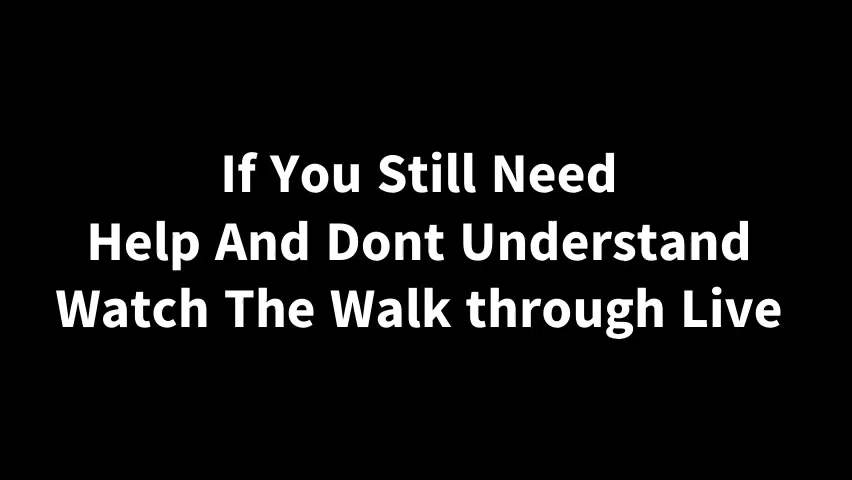 If You Still Need
Help And Dont Understand
Watch The Walk through Live